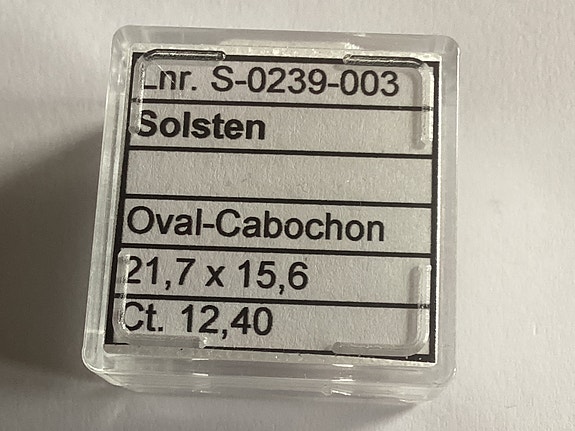 Lnr. S-0239-003
Solsten
Oval-Cabochon
21,7 x 15,6
Ct. 12,40